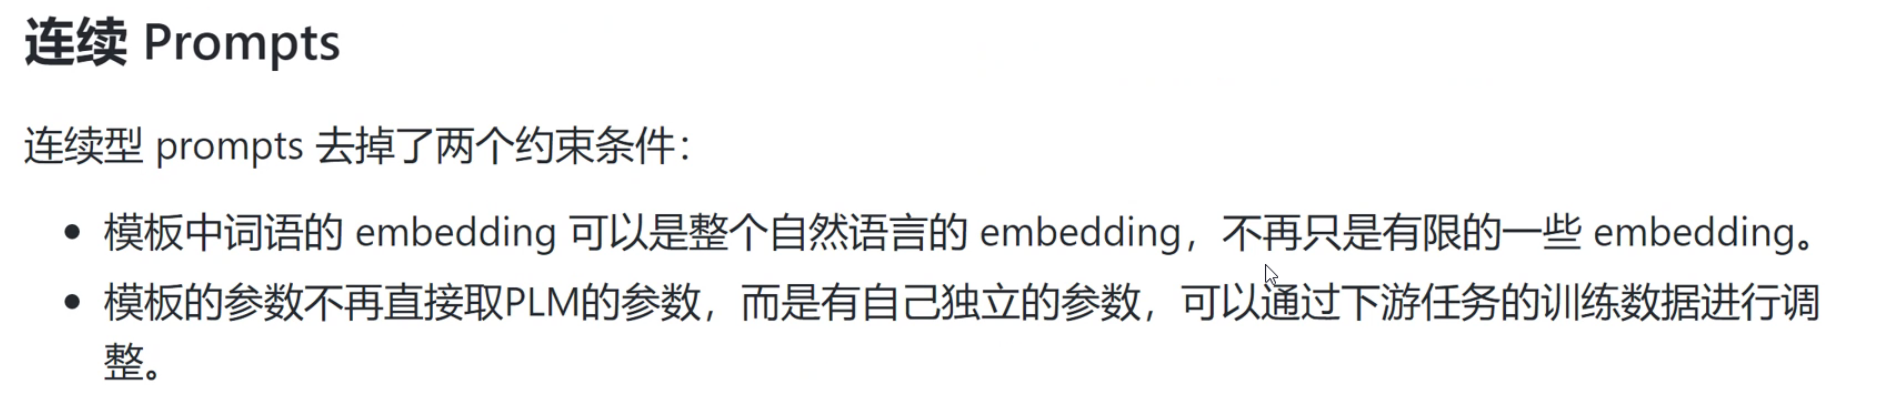 连续 Prompts
连续型 prompts 去掉了两个约束条件：
• 模板中词语的 embedding 可以是整个自然语言的 embedding，不再只是有限的一些 embedding。
• 模板的参数不再直接取PLM的参数，而是有自己独立的参数，可以通过下游任务的训练数据进行调
整。